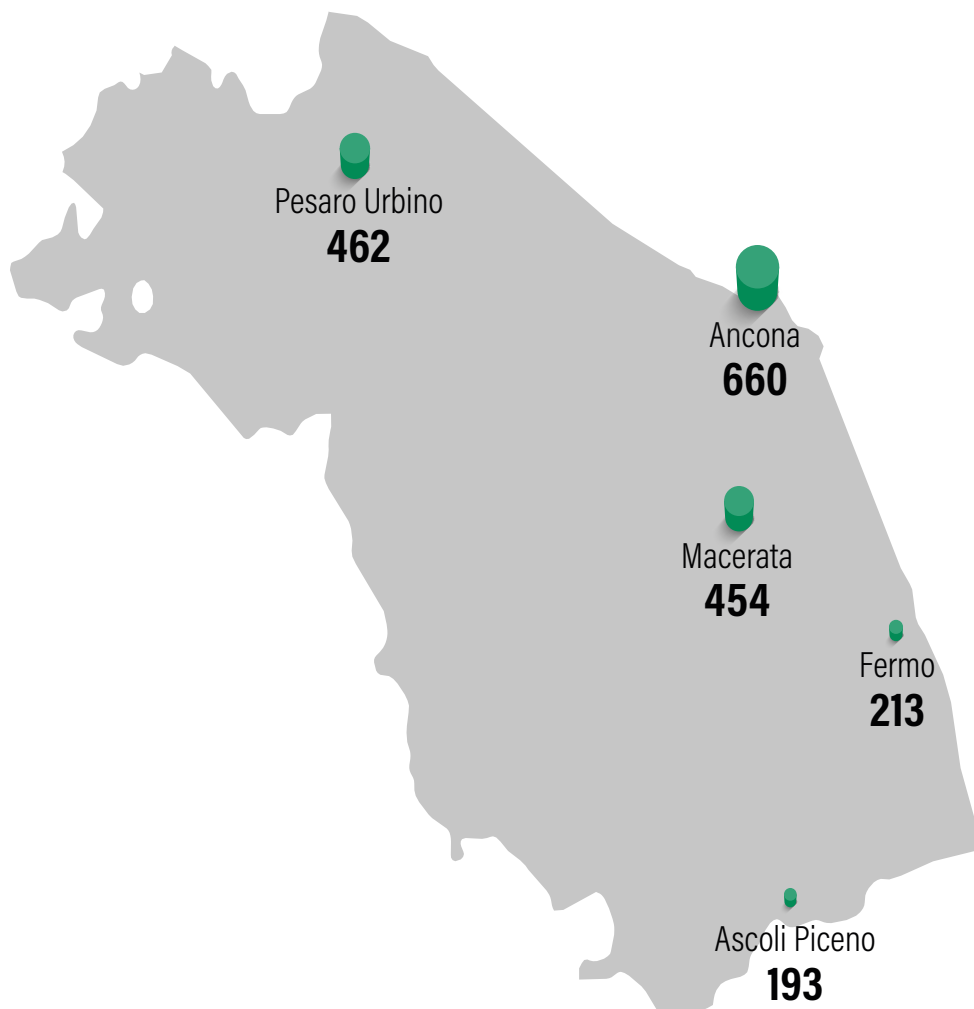 Pesaro Urbino
462
Ancona
660
Macerata
454
Fermo
213
Ascoli Piceno
193